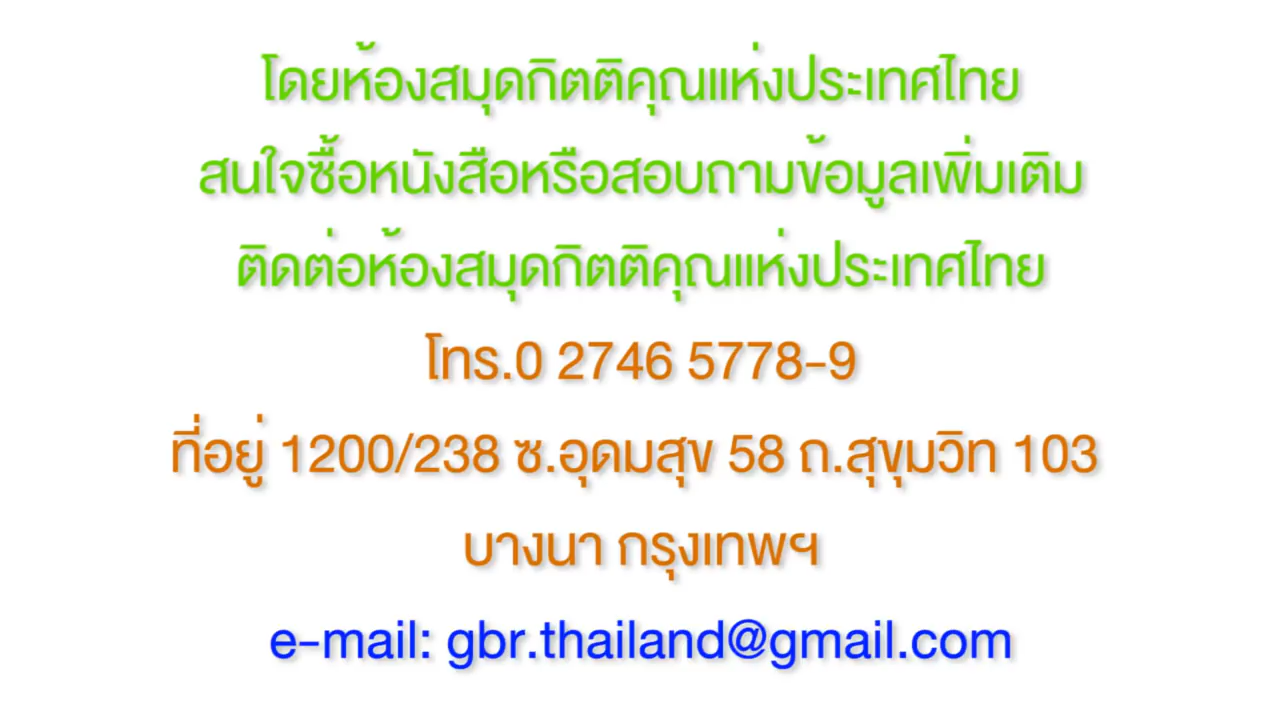 โดยห้องสมุดกิตติคุณแห่งประเทศไทย
สนใจซื้อหนังสือหรือสอบถามข้อมูลเพิ่มเติม
ติดต่อห้องสมุดกิตติคุณแห่งประเทศไทย
โทร.0 2746 5778-9
ที่อยู่ 1200/238 ซ.อุดมสุข 58 ถ.สุขุมวิท 103
บางนา กรุงเทพฯ
e-mail: gbr.thailand@gmail.com